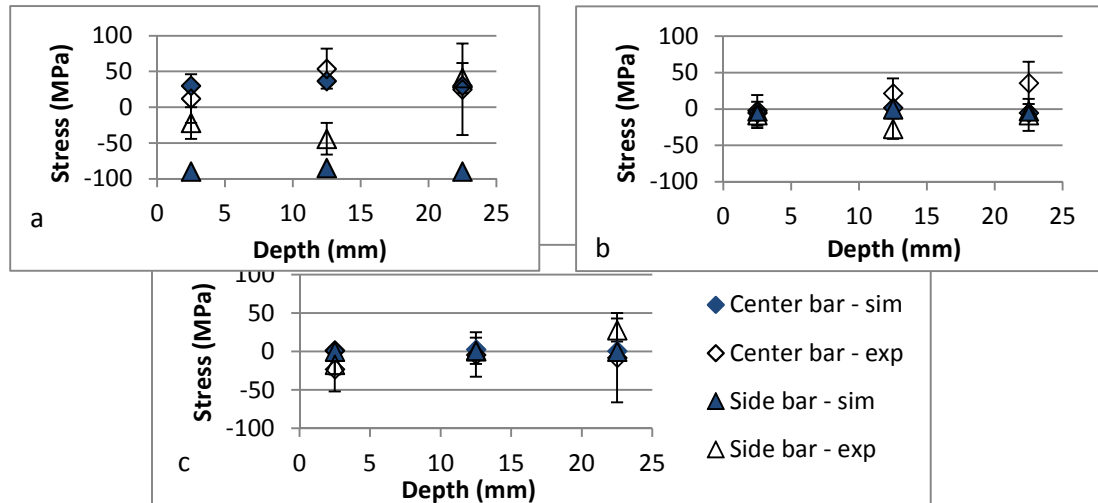 100
50
0
-50
-100
Stress (MPa)
0 5 10 15 20 25
Depth (mm)
a
100
50
0
-50
-100
Stress (MPa)
0 5 10 15 20 25
Depth (mm)
b
100
50
0
-50
-100
Stress (MPa)
0 5 10 15 20 25
Depth (mm)
c
Center bar - sim
Center bar - exp
Side bar - sim
Side bar - exp